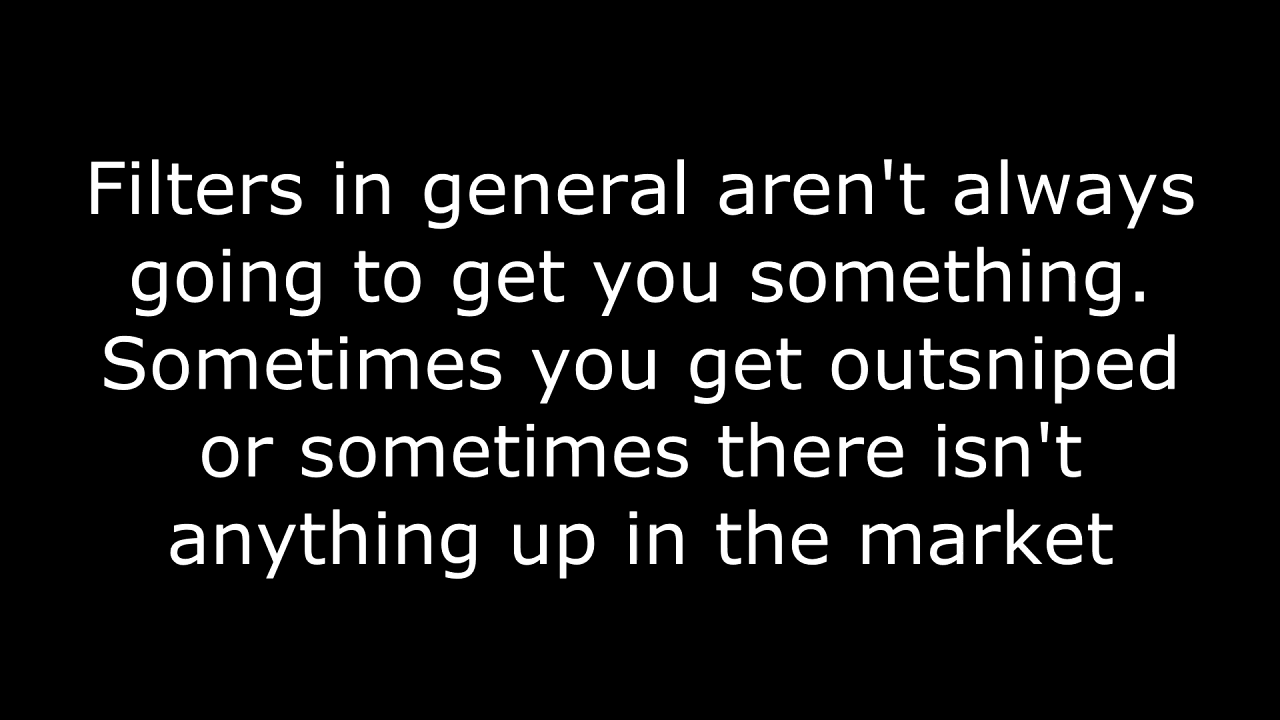 Filters in general aren't always
going to get you something.
Sometimes you get outsniped
or sometimes there isn't
anything up in the market